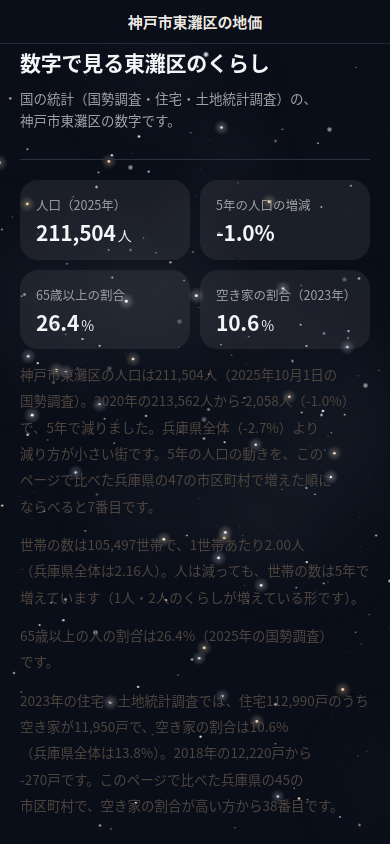 神戸市東灘区の地価
数字で見る東灘区のくらし
国の統計（国勢調査・住宅・土地統計調査）の、
神戸市東灘区の数字です。
人口（2025年）
211,504人
5年の人口の増減
-1.0%
65歳以上の割合
26.4%
空き家の割合（2023年）
10.6%
神戸市東灘区の人口は211,504人（2025年10月1日の
国勢調査）。2020年の213,562人から-2,058人（-1.0%）
で、5年で減りました。兵庫県全体（-2.7%）より
減り方が小さい街です。5年の人口の動きを、この
ページで比べた兵庫県の47の市区町村で増えた順に
ならべると7番目です。
世帯の数は105,497世帯で、1世帯あたり2.00人
（兵庫県全体は2.16人）。人は減っても、世帯の数は5年で
増えています（1人・2人のくらしが増えている形です）。
65歳以上の人の割合は26.4%（2025年の国勢調査）
です。
2023年の住宅・土地統計調査では、住宅112,990戸のうち
空き家が11,950戸で、空き家の割合は10.6%
（兵庫県全体は13.8%）。2018年の12,220戸から
-270戸です。このページで比べた兵庫県の45の
市区町村で、空き家の割合が高い方から38番目です。